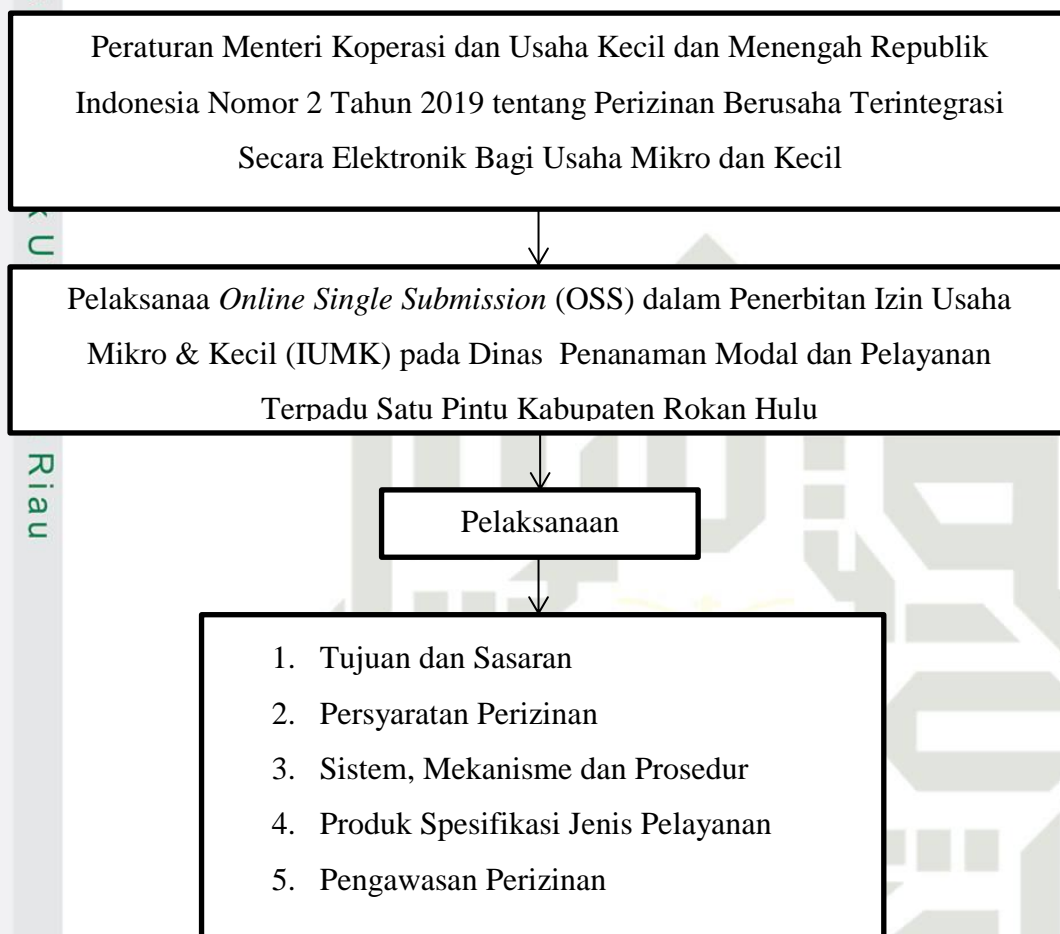 Peraturan Menteri Koperasi dan Usaha Kecil dan Menengah Republik
Indonesia Nomor 2 Tahun 2019 tentang Perizinan Berusaha Terintegrasi
Secara Elektronik Bagi Usaha Mikro dan Kecil
Pelaksanaa Online Single Submission (OSS) dalam Penerbitan Izin Usaha
Mikro & Kecil (IUMK) pada Dinas Penanaman Modal dan Pelayanan
Terpadu Satu Pintu Kabupaten Rokan Hulu
Pelaksanaan
1. Tujuan dan Sasaran
2. Persyaratan Perizinan
3. Sistem, Mekanisme dan Prosedur
4. Produk Spesifikasi Jenis Pelayanan
5. Pengawasan Perizinan
k U
Riau